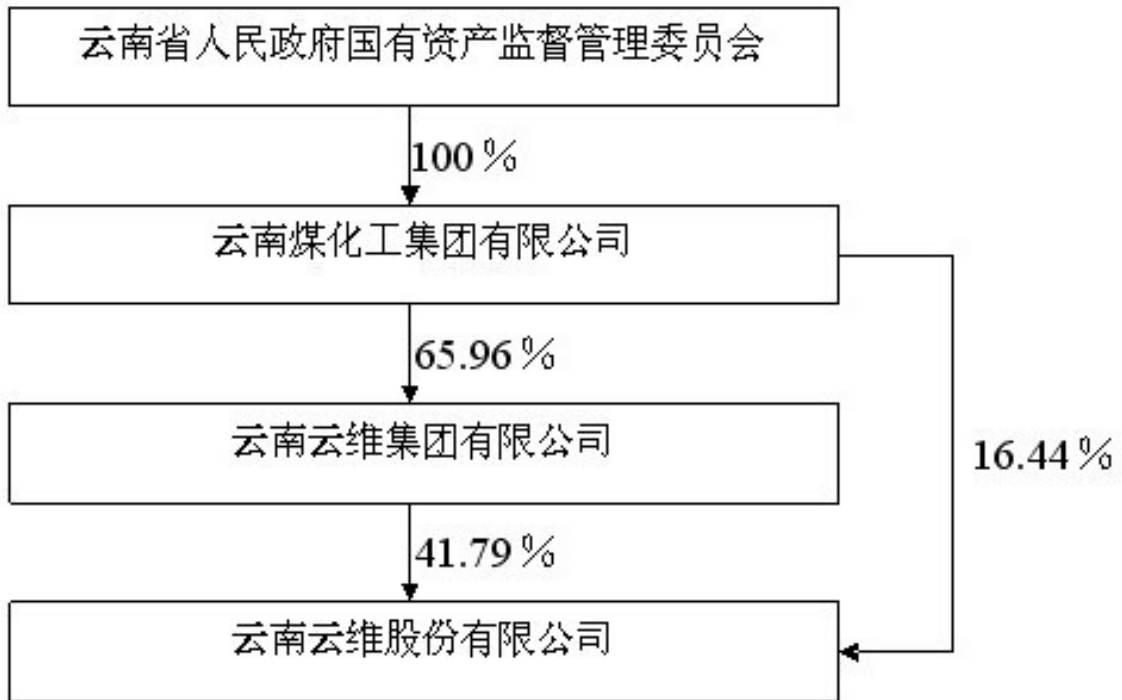 云南省人民政府国有资产监督管理委员会
100%
云南煤化工集团有限公司
65.96%
云南云维集团有限公司
16.44%
41.79%
云南云维股份有限公司